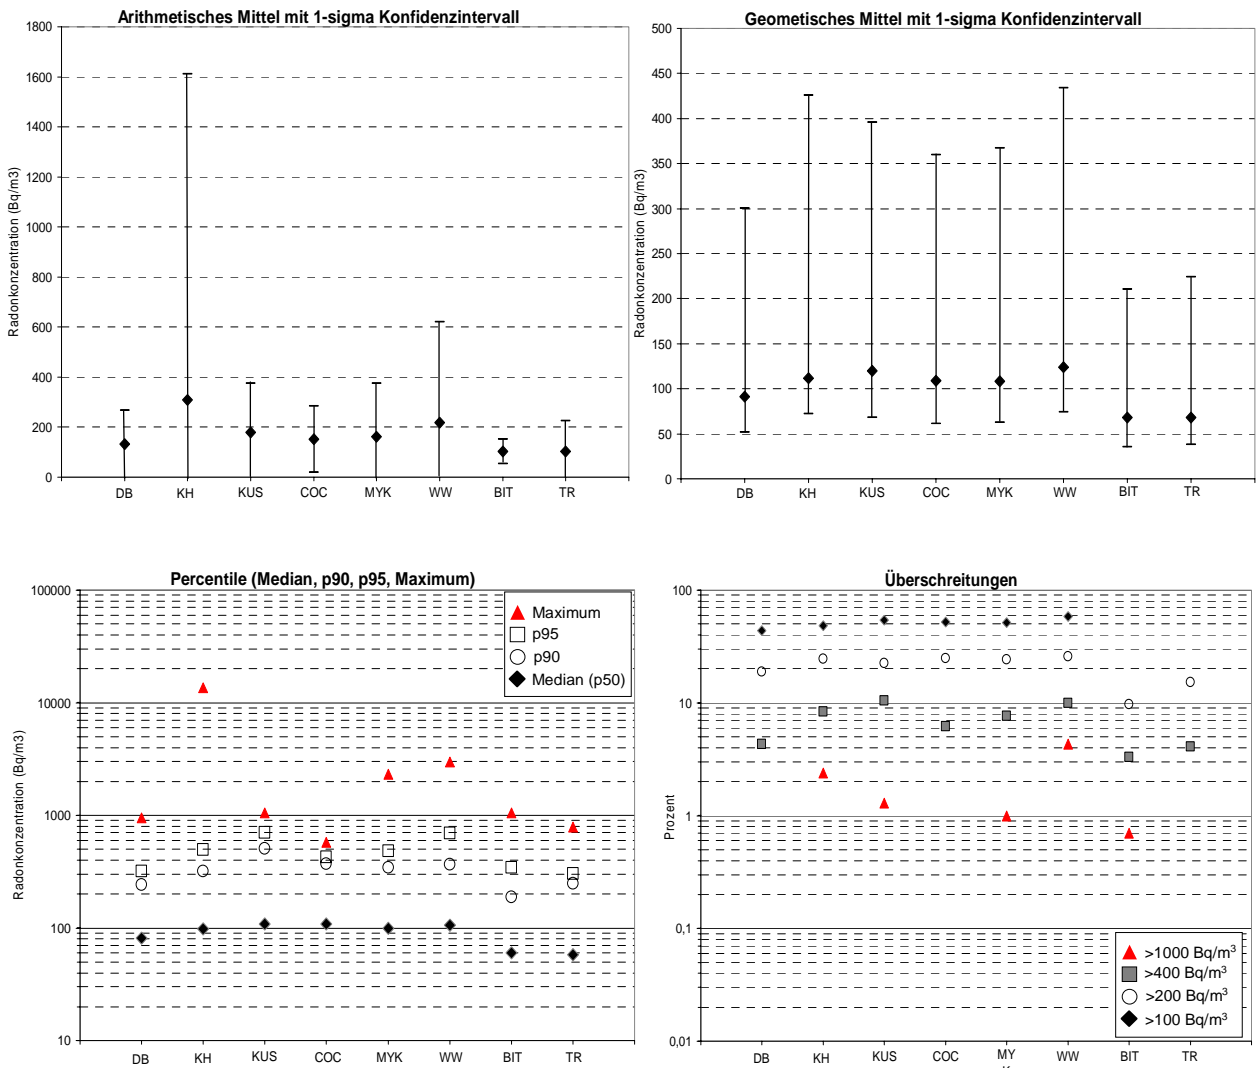 Arithmetisches Mittel mit 1-sigma Konfidenzintervall
Radonkonzentration (Bq/m3)
1800
1600
1400
1200
1000
800
600
400
200
0
DB KH KUS COC MYK WW BIT TR
Geometisches Mittel mit 1-sigma Konfidenzintervall
Radonkonzentration (Bq/m3)
500
450
400
350
300
250
200
150
100
50
0
DB KH KUS COC MYK WW BIT TR
Percentile (Median, p90, p95, Maximum)
Radonkonzentration (Bq/m3)
100000
10000
1000
100
10
Maximum
p95
p90
Median (p50)
DB KH KUS COC MYK WW BIT TR
Überschreitungen
Prozent
100
10
1
0,1
0,01
>1000 Bq/m³
>400 Bq/m³
>200 Bq/m³
>100 Bq/m³
DB KH KUS COC MY WW BIT TR